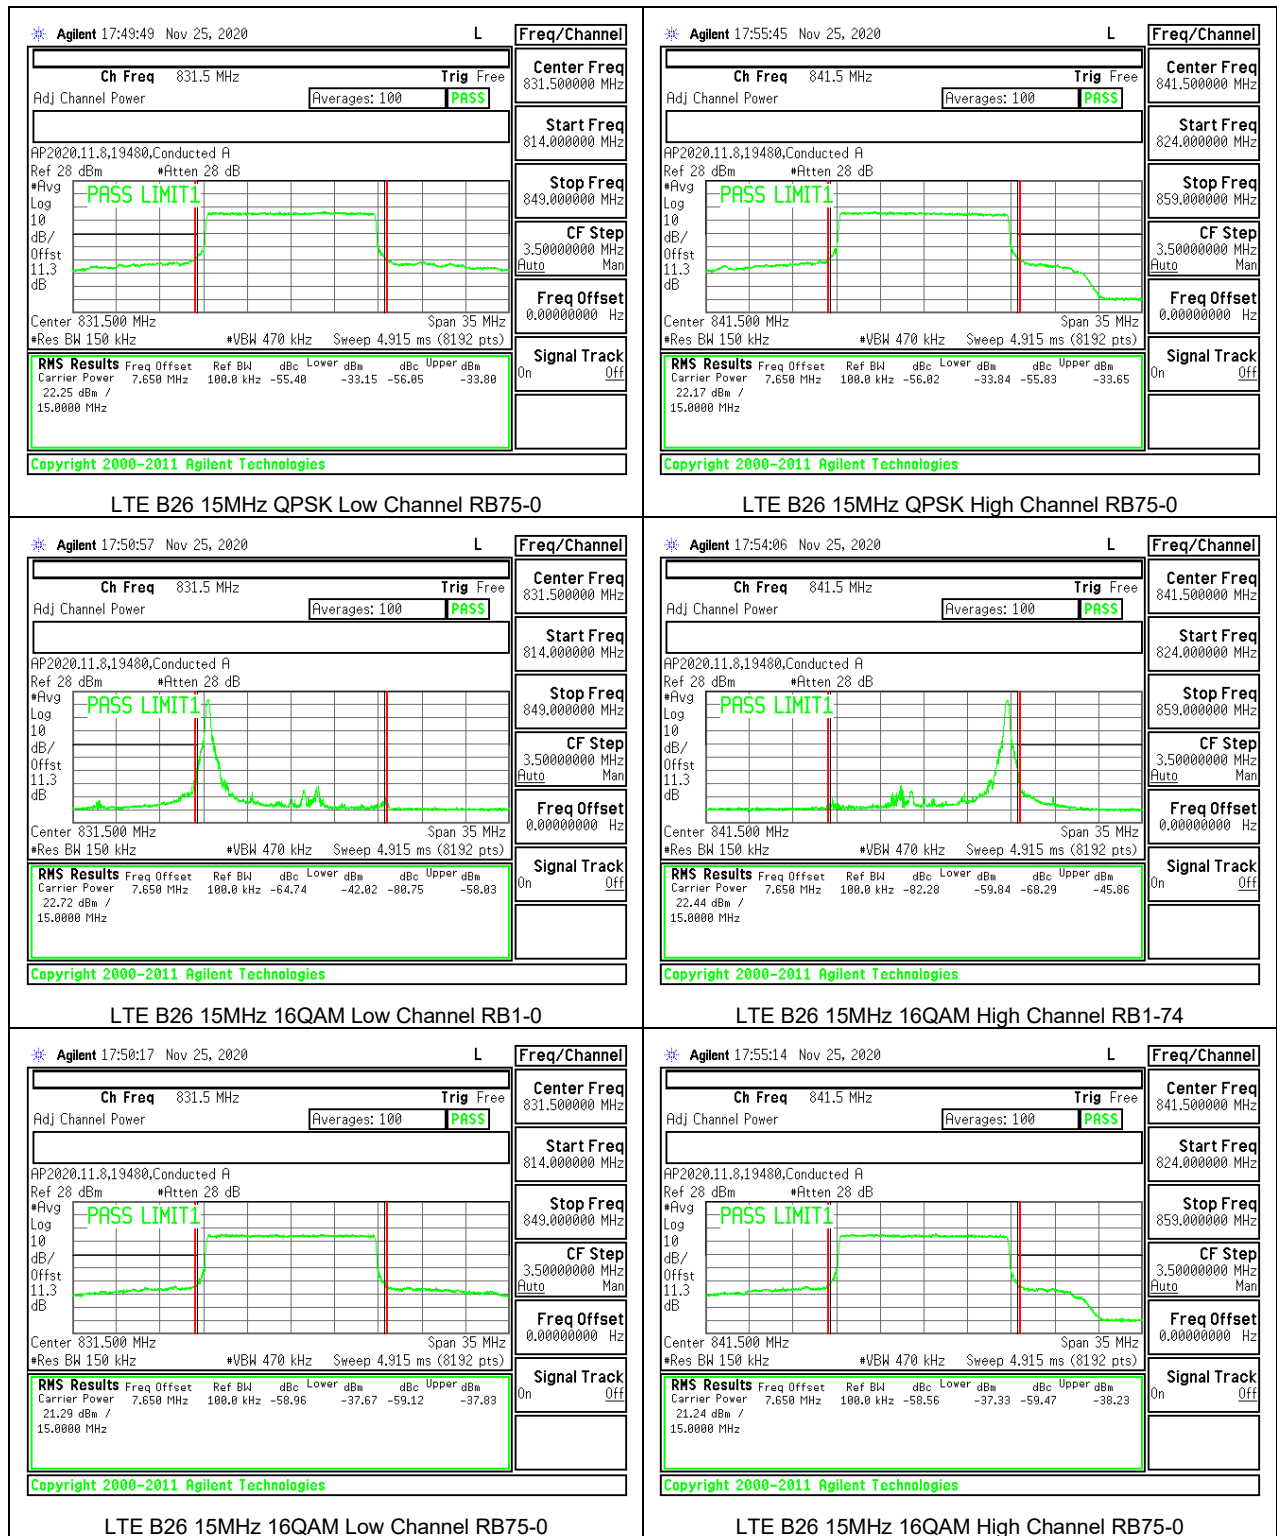 Agilent 17:49:49 Nov 25, 2020 L Freq/Channel
Ch Freq 831.5 MHz Trig Free
Adj Channel Power Averages: 100 PASS
AP2020.11.8,19480,Conducted A
Ref 28 dBm #Atten 28 dB
#Avg
Log
10
dB/
Offst
11.3
dB
PASS LIMIT1
Center 831.500 MHz Span 35 MHz
#Res BW 150 kHz #VBW 470 kHz Sweep 4.915 ms (8192 pts)
RMS Results Freq Offset Ref BW dBc Lower dBm dBc Upper dBm
Carrier Power 7.650 MHz 100.0 kHz -55.40 -33.15 -56.05 -33.80
22.25 dBm /
15.0000 MHz
Center Freq
831.500000 MHz
Start Freq
814.000000 MHz
Stop Freq
849.000000 MHz
CF Step
3.50000000 MHz
Auto Man
Freq Offset
0.00000000 Hz
Signal Track
On Off
Copyright 2000-2011 Agilent Technologies
LTE B26 15MHz QPSK Low Channel RB75-0
Agilent 17:55:45 Nov 25, 2020 L Freq/Channel
Ch Freq 841.5 MHz Trig Free
Adj Channel Power Averages: 100 PASS
AP2020.11.8,19480,Conducted A
Ref 28 dBm #Atten 28 dB
#Avg
Log
10
dB/
Offst
11.3
dB
PASS LIMIT1
Center 841.500 MHz Span 35 MHz
#Res BW 150 kHz #VBW 470 kHz Sweep 4.915 ms (8192 pts)
RMS Results Freq Offset Ref BW dBc Lower dBm dBc Upper dBm
Carrier Power 7.650 MHz 100.0 kHz -56.02 -33.84 -55.83 -33.65
22.17 dBm /
15.0000 MHz
Center Freq
841.500000 MHz
Start Freq
824.000000 MHz
Stop Freq
859.000000 MHz
CF Step
3.50000000 MHz
Auto Man
Freq Offset
0.00000000 Hz
Signal Track
On Off
Copyright 2000-2011 Agilent Technologies
LTE B26 15MHz QPSK High Channel RB75-0
Agilent 17:50:57 Nov 25, 2020 L Freq/Channel
Ch Freq 831.5 MHz Trig Free
Adj Channel Power Averages: 100 PASS
AP2020.11.8,19480,Conducted A
Ref 28 dBm #Atten 28 dB
#Avg
Log
10
dB/
Offst
11.3
dB
PASS LIMIT1
Center 831.500 MHz Span 35 MHz
#Res BW 150 kHz #VBW 470 kHz Sweep 4.915 ms (8192 pts)
RMS Results Freq Offset Ref BW dBc Lower dBm dBc Upper dBm
Carrier Power 7.650 MHz 100.0 kHz -64.74 -42.02 -80.75 -58.03
22.72 dBm /
15.0000 MHz
Center Freq
831.500000 MHz
Start Freq
814.000000 MHz
Stop Freq
849.000000 MHz
CF Step
3.50000000 MHz
Auto Man
Freq Offset
0.00000000 Hz
Signal Track
On Off
Copyright 2000-2011 Agilent Technologies
LTE B26 15MHz 16QAM Low Channel RB1-0
Agilent 17:54:06 Nov 25, 2020 L Freq/Channel
Ch Freq 841.5 MHz Trig Free
Adj Channel Power Averages: 100 PASS
AP2020.11.8,19480,Conducted A
Ref 28 dBm #Atten 28 dB
#Avg
Log
10
dB/
Offst
11.3
dB
PASS LIMIT1
Center 841.500 MHz Span 35 MHz
#Res BW 150 kHz #VBW 470 kHz Sweep 4.915 ms (8192 pts)
RMS Results Freq Offset Ref BW dBc Lower dBm dBc Upper dBm
Carrier Power 7.650 MHz 100.0 kHz -82.28 -59.84 -68.29 -45.86
22.44 dBm /
15.0000 MHz
Center Freq
841.500000 MHz
Start Freq
824.000000 MHz
Stop Freq
859.000000 MHz
CF Step
3.50000000 MHz
Auto Man
Freq Offset
0.00000000 Hz
Signal Track
On Off
Copyright 2000-2011 Agilent Technologies
LTE B26 15MHz 16QAM High Channel RB1-74
Agilent 17:50:17 Nov 25, 2020 L Freq/Channel
Ch Freq 831.5 MHz Trig Free
Adj Channel Power Averages: 100 PASS
AP2020.11.8,19480,Conducted A
Ref 28 dBm #Atten 28 dB
#Avg
Log
10
dB/
Offst
11.3
dB
PASS LIMIT1
Center 831.500 MHz Span 35 MHz
#Res BW 150 kHz #VBW 470 kHz Sweep 4.915 ms (8192 pts)
RMS Results Freq Offset Ref BW dBc Lower dBm dBc Upper dBm
Carrier Power 7.650 MHz 100.0 kHz -58.96 -37.67 -59.12 -37.83
21.29 dBm /
15.0000 MHz
Center Freq
831.500000 MHz
Start Freq
814.000000 MHz
Stop Freq
849.000000 MHz
CF Step
3.50000000 MHz
Auto Man
Freq Offset
0.00000000 Hz
Signal Track
On Off
Copyright 2000-2011 Agilent Technologies
LTE B26 15MHz 16QAM Low Channel RB75-0
Agilent 17:55:14 Nov 25, 2020 L Freq/Channel
Ch Freq 841.5 MHz Trig Free
Adj Channel Power Averages: 100 PASS
AP2020.11.8,19480,Conducted A
Ref 28 dBm #Atten 28 dB
#Avg
Log
10
dB/
Offst
11.3
dB
PASS LIMIT1
Center 841.500 MHz Span 35 MHz
#Res BW 150 kHz #VBW 470 kHz Sweep 4.915 ms (8192 pts)
RMS Results Freq Offset Ref BW dBc Lower dBm dBc Upper dBm
Carrier Power 7.650 MHz 100.0 kHz -58.56 -37.33 -59.47 -38.23
21.24 dBm /
15.0000 MHz
Center Freq
841.500000 MHz
Start Freq
824.000000 MHz
Stop Freq
859.000000 MHz
CF Step
3.50000000 MHz
Auto Man
Freq Offset
0.00000000 Hz
Signal Track
On Off
Copyright 2000-2011 Agilent Technologies
LTE B26 15MHz 16QAM High Channel RB75-0